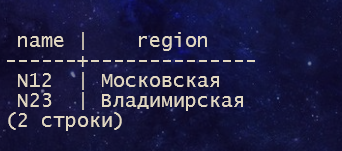 name | region
------+--------------
N12 | Московская
N23 | Владимирская
(2 строки)